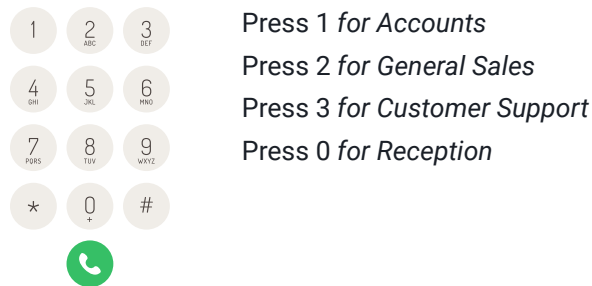 1 2 ABC 3 DEF
4 GHI 5 JKL 6 MNO
7 PQRS 8 TUV 9 WXYZ
* 0 + #
Press 1 for Accounts
Press 2 for General Sales
Press 3 for Customer Support
Press 0 for Reception